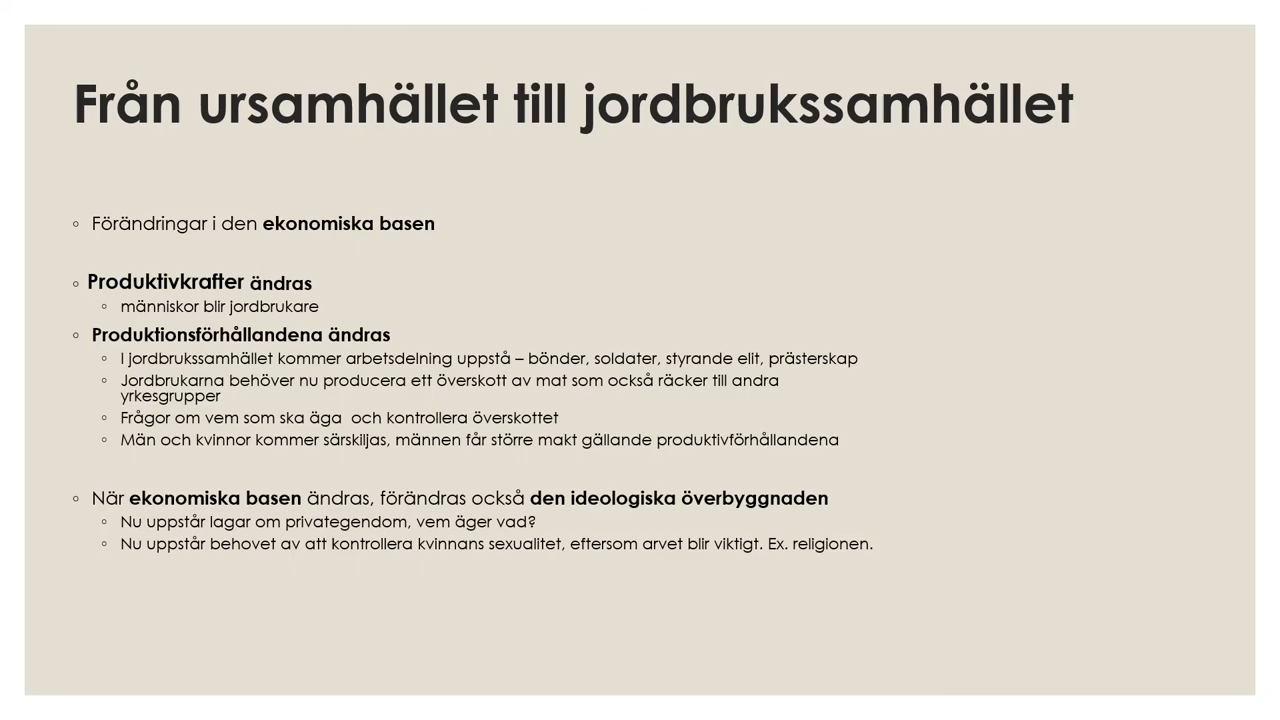 Från ursamhället till jordbrukssamhället
◦ Förändringar i den ekonomiska basen
◦ Produktivkrafter ändras
◦ människor blir jordbrukare
◦ Produktionsförhållandena ändras
◦ I jordbrukssamhället kommer arbetsdelning uppstå – bönder, soldater, styrande elit, prästerskap
◦ Jordbrukarna behöver nu producera ett överskott av mat som också räcker till andra
yrkesgrupper
◦ Frågor om vem som ska äga  och kontrollera överskottet
◦ Män och kvinnor kommer särskiljas, männen får större makt gällande produktivförhållandena
◦ När ekonomiska basen ändras, förändras också den ideologiska överbyggnaden
◦ Nu uppstår lagar om privategendom, vem äger vad?
◦ Nu uppstår behovet av att kontrollera kvinnans sexualitet, eftersom arvet blir viktigt. Ex. religionen.